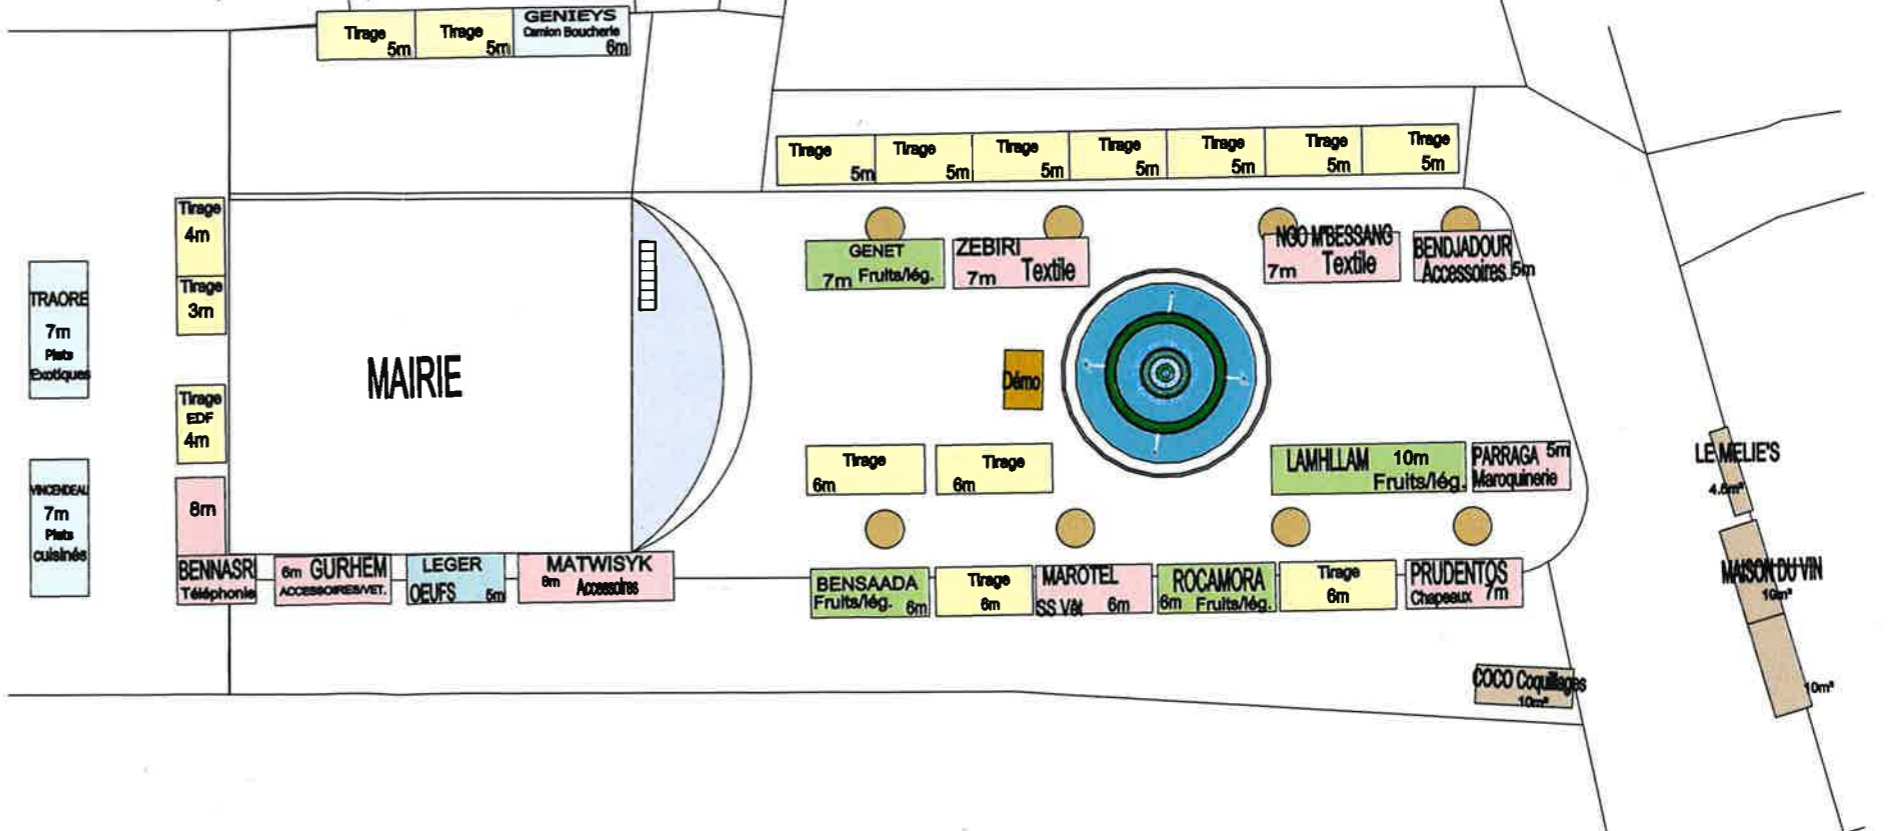 Tirage
5m
Tirage
5m
GENIEYS
Camion Boucherie
6m
Tirage
5m
Tirage
5m
Tirage
5m
Tirage
5m
Tirage
5m
Tirage
5m
Tirage
5m
Tirage
4m
Tirage
3m
TRAORE
7m
Plats
Exotiques
Tirage
EDF
4m
VINCENDEAU
7m
Plats
cuisinés
8m
BENNASRI
Téléphonie
MAIRIE
6m GURHEM
ACCESSOIRES/VET.
LEGER
OEUFS 5m
MATWISYK
8m Accessoires
GENET
7m Fruits/lég.
ZEBIRI
7m Textile
NGO M'BESSANG
7m Textile
BENDJADOUR
Accessoires 5m
Démo
Tirage
6m
Tirage
6m
LAMHLLAM 10m
Fruits/lég.
PARRAGA 5m
Maroquinerie
BENSAADA
Fruits/lég. 6m
Tirage
6m
MAROTEL
SS Vêt 6m
ROCAMORA
6m Fruits/lég.
Tirage
6m
PRUDENTOS
Chapeaux 7m
COCO Coquillages
10m²
LE MELIE'S
MAISON DU VIN
10m²
10m²